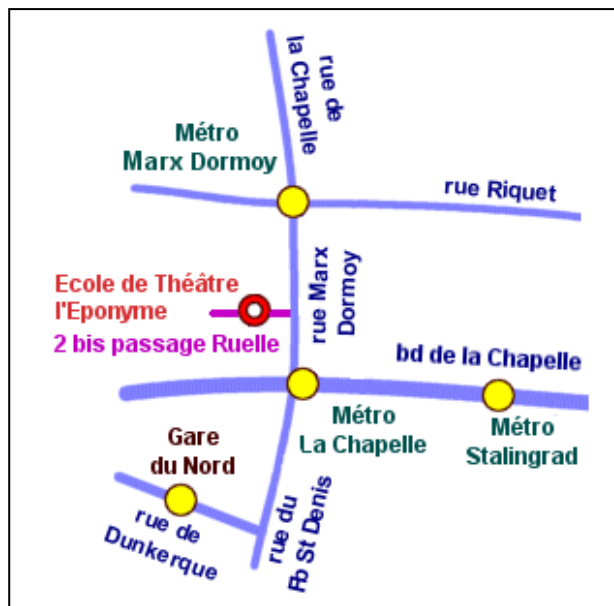 rue de
la Chapelle
Métro
Marx Dormoy
rue Riquet
Ecole de Théâtre
l'Eponyme
2 bis passage Ruelle
rue Marx
Dormoy
bd de la Chapelle
Métro
La Chapelle
Métro
Stalingrad
Gare
du Nord
rue de
Dunkerque
rue du
Fb St Denis